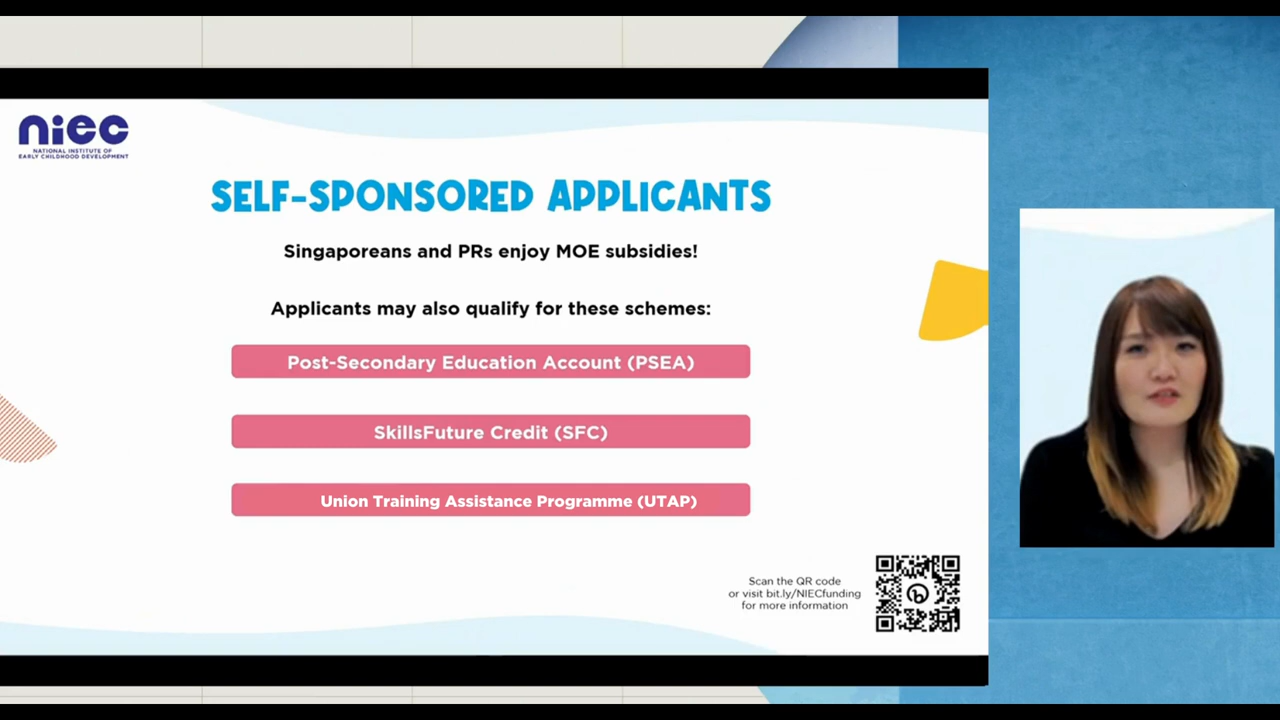 niec
NATIONAL INSTITUTE OF
EARLY CHILDHOOD DEVELOPMENT
SELF-SPONSORED APPLICANTS
Singaporeans and PRs enjoy MOE subsidies!
Applicants may also qualify for these schemes:
Post-Secondary Education Account (PSEA)
SkillsFuture Credit (SFC)
Union Training Assistance Programme (UTAP)
Scan the QR code
or visit bit.ly/NIECfunding
for more information